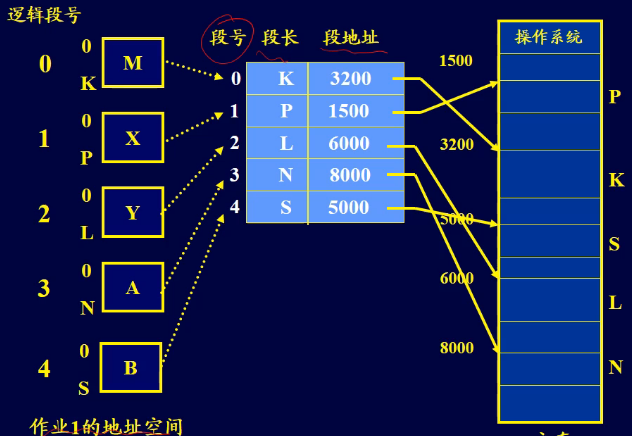 逻辑段号
0
0
K
M
1
0
P
X
2
0
L
Y
3
0
N
A
4
0
S
B
作业1的地址空间
段号 段长 段地址
0 K 3200
1 P 1500
2 L 6000
3 N 8000
4 S 5000
操作系统
1500
P
3200
K
5000
S
6000
L
8000
N